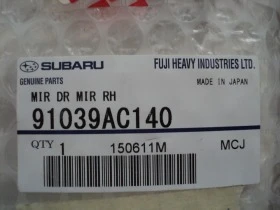 SUBARU FUJI HEAVY INDUSTRIES LTD.
GENUINE PARTS MADE IN JAPAN
MIR DR MIR RH
91039AC140
QTY 1 150611M MCJ